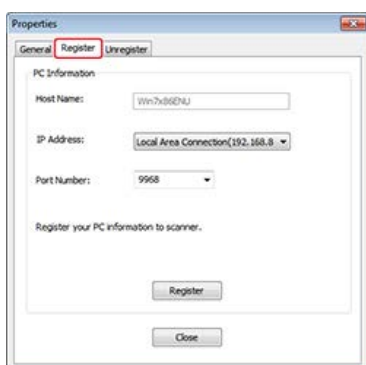 Properties
General Register Unregister
PC Information
Host Name: Win7x86ENU
IP Address: Local Area Connection(192.168.8
Port Number: 9968
Register your PC information to scanner.
Register
Close